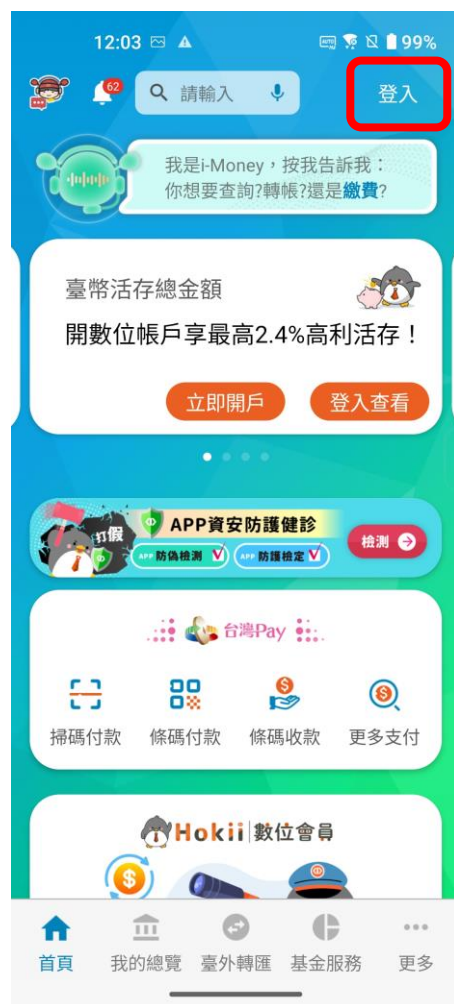 12:03 99%
62 請輸入 登入
我是i-Money，按我告訴我：
你想要查詢?轉帳?還是繳費?
臺幣活存總金額
開數位帳戶享最高2.4%高利活存！
立即開戶 登入查看
打假 APP資安防護健診
APP防偽檢測 APP防護檢定 檢測
台灣Pay
掃碼付款 條碼付款 條碼收款 更多支付
Hokii 數位會員
首頁 我的總覽 臺外轉匯 基金服務 更多